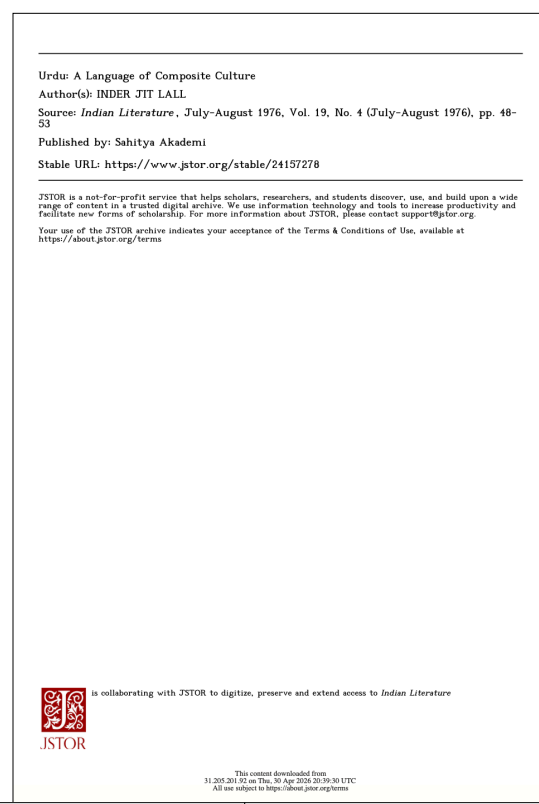 Urdu: A Language of Composite Culture
Author(s): INDER JIT LALL
Source: Indian Literature, July-August 1976, Vol. 19, No. 4 (July-August 1976), pp. 48-
53
Published by: Sahitya Akademi
Stable URL: https://www.jstor.org/stable/24157278
JSTOR is a not-for-profit service that helps scholars, researchers, and students discover, use, and build upon a wide
range of content in a trusted digital archive. We use information technology and tools to increase productivity and
facilitate new forms of scholarship. For more information about JSTOR, please contact support@jstor.org.
Your use of the JSTOR archive indicates your acceptance of the Terms & Conditions of Use, available at
https://about.jstor.org/terms
is collaborating with JSTOR to digitize, preserve and extend access to Indian Literature
JSTOR
This content downloaded from
31.205.201.92 on Thu, 30 Apr 2026 20:39:30 UTC
All use subject to https://about.jstor.org/terms